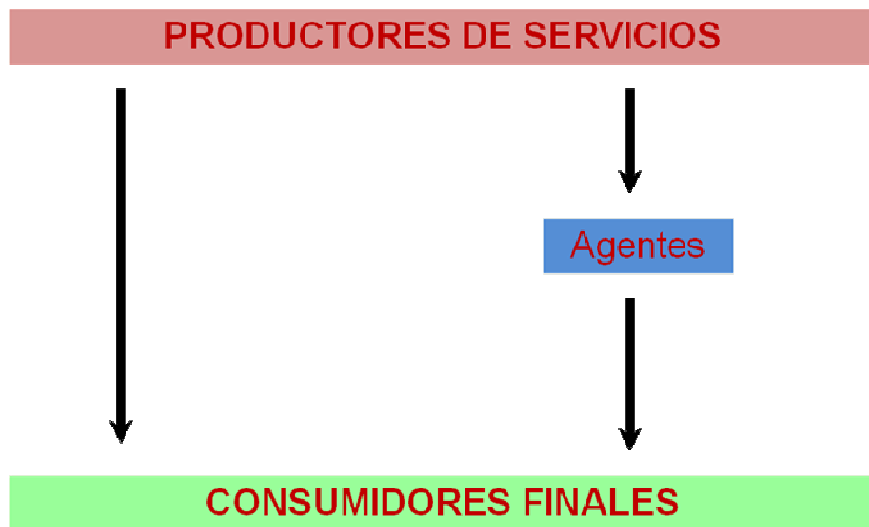 PRODUCTORES DE SERVICIOS
Agentes
CONSUMIDORES FINALES